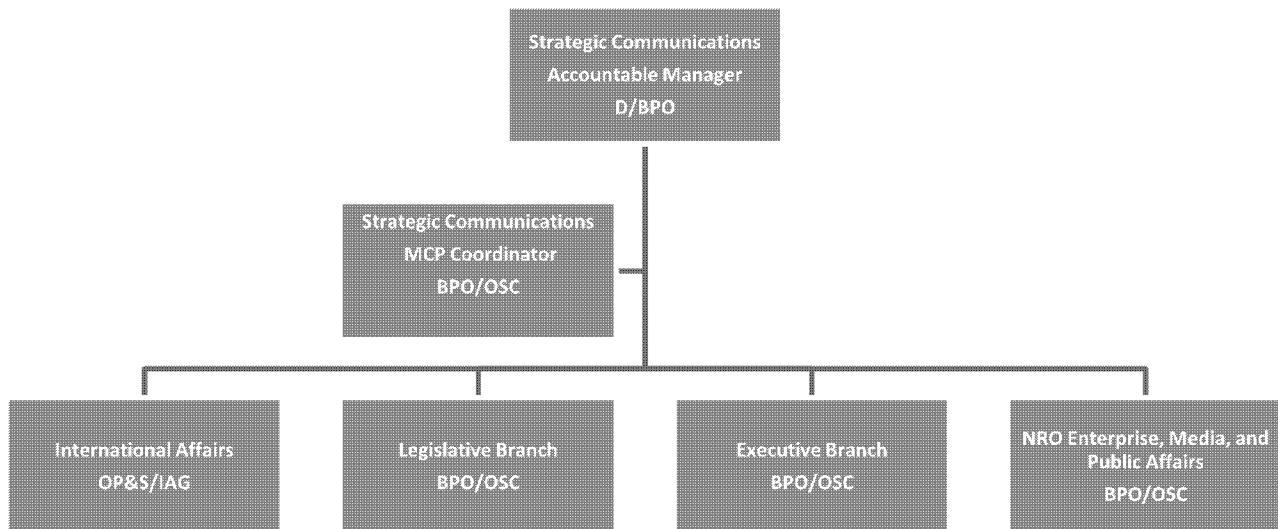 Strategic Communications
Accountable Manager
D/BPO
Strategic Communications
MCP Coordinator
BPO/OSC
International Affairs
OP&S/IAG
Legislative Branch
BPO/OSC
Executive Branch
BPO/OSC
NRO Enterprise, Media, and
Public Affairs
BPO/OSC